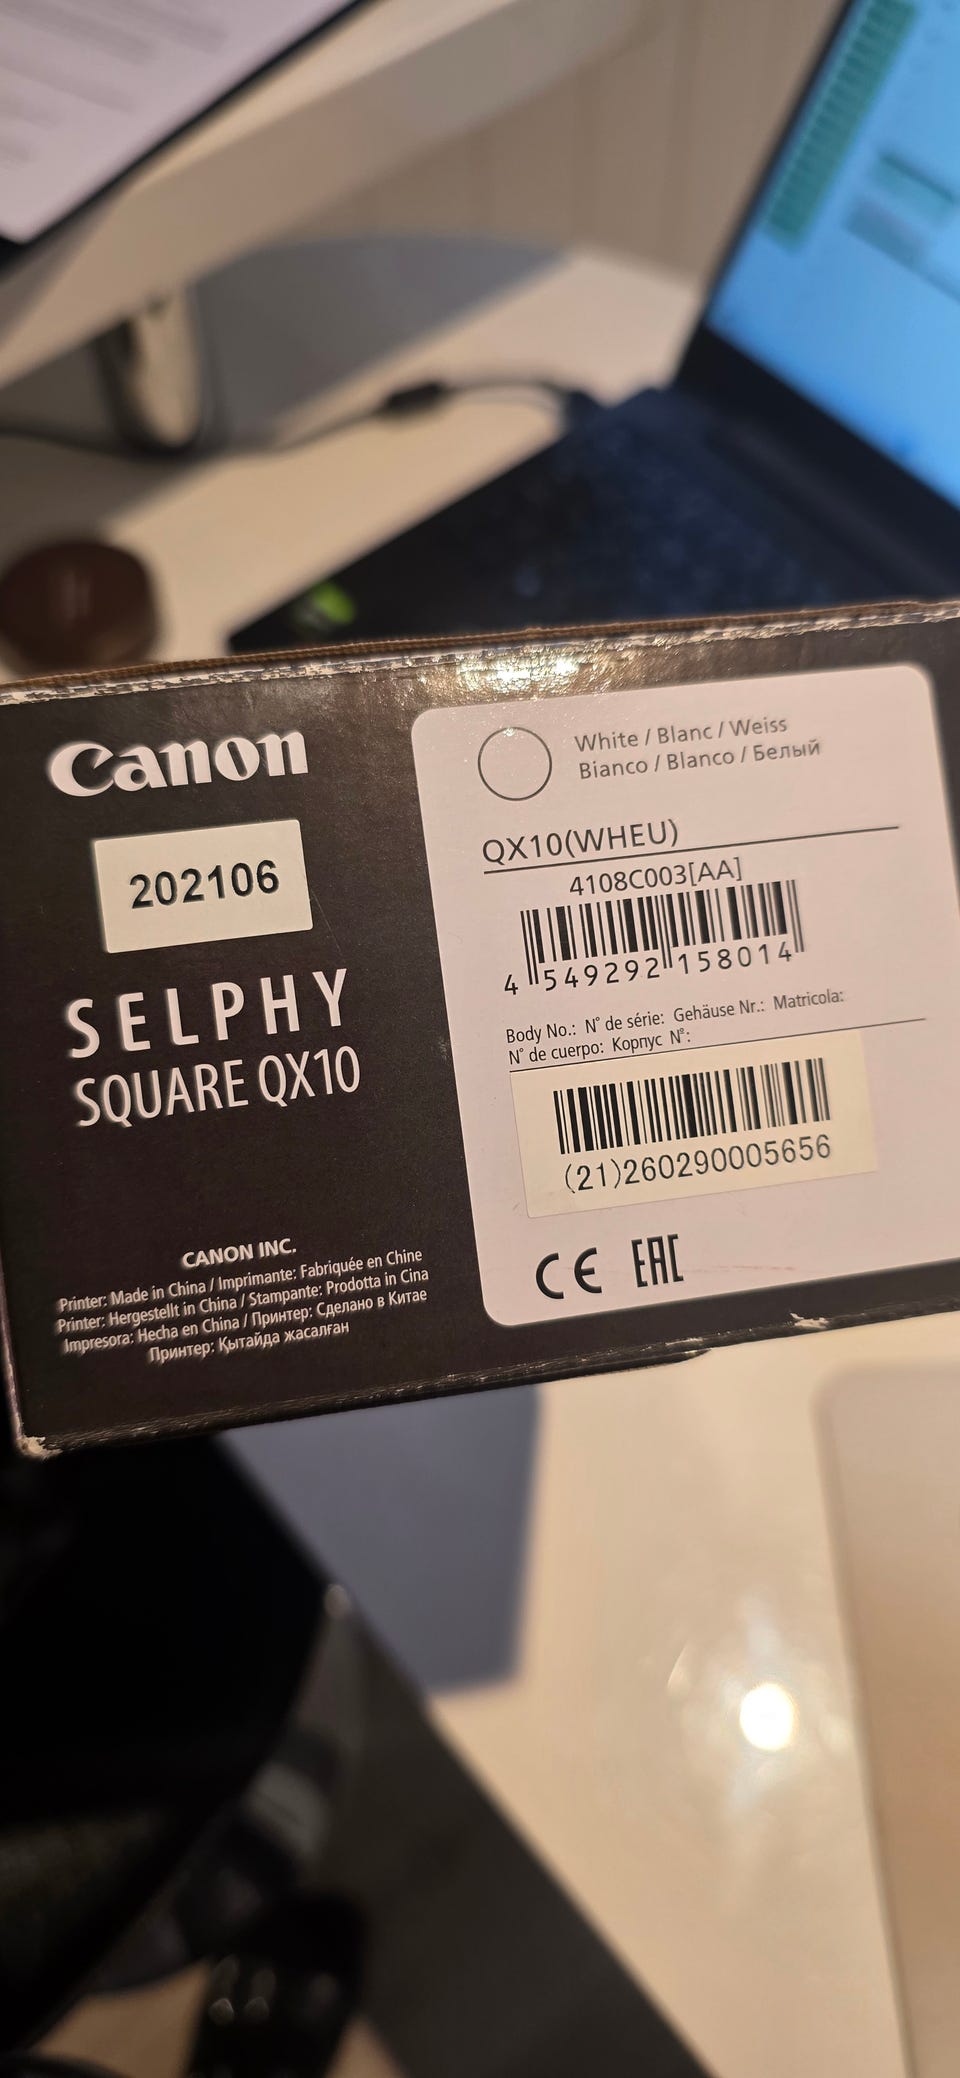 Canon
202106
SELPHY
SQUARE QX10
CANON INC.
Printer: Made in China / Imprimante: Fabriquée en Chine
Printer: Hergestellt in China / Stampante: Prodotta in Cina
Impresora: Hecha en China / Принтер: Сделано в Китае
Принтер: Қытайда жасалған
White / Blanc / Weiss
Bianco / Blanco / Белый
QX10(WHEU)
4108C003[AA]
4 549292 158014
Body No.: N° de série: Gehäuse Nr.: Matricola:
N° de cuerpo: Корпус №:
(21)260290005656
CE EAC